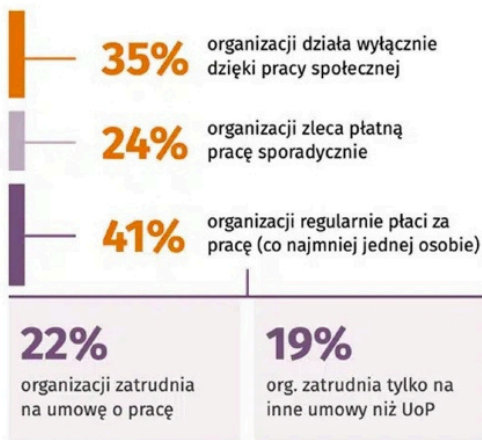 35%
organizacji działa wyłącznie
dzięki pracy społecznej
24%
organizacji zleca płatną
pracę sporadycznie
41%
organizacji regularnie płaci za
pracę (co najmniej jednej osobie)
22%
organizacji zatrudnia
na umowę o pracę
19%
org. zatrudnia tylko na
inne umowy niż UoP